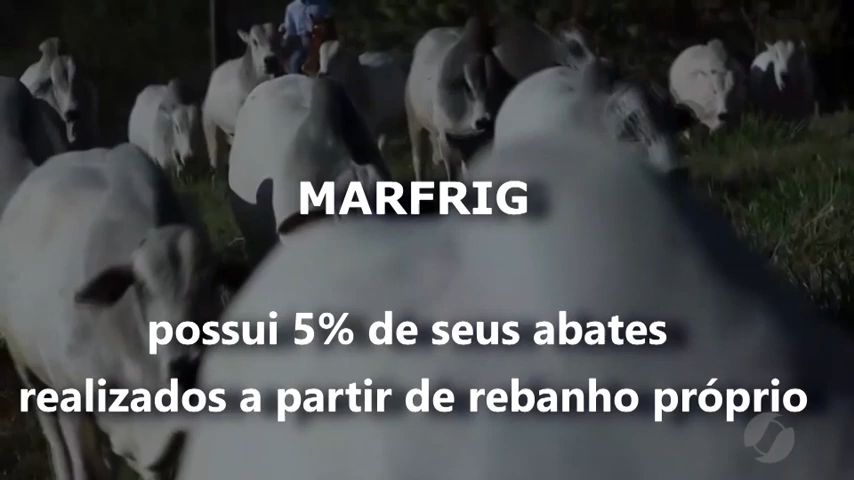 MARFRIG
possui 5% de seus abates
realizados a partir de rebanho próprio